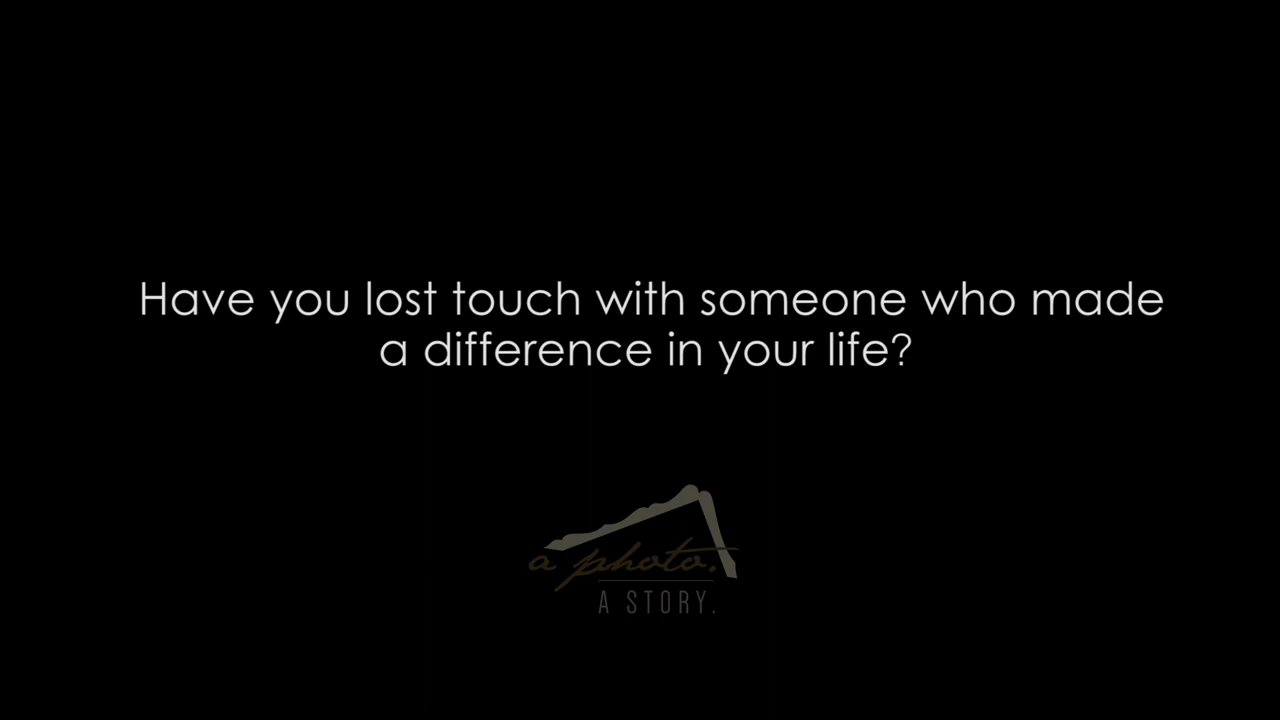 Have you lost touch with someone who made
a difference in your life?
a photo.
A STORY.